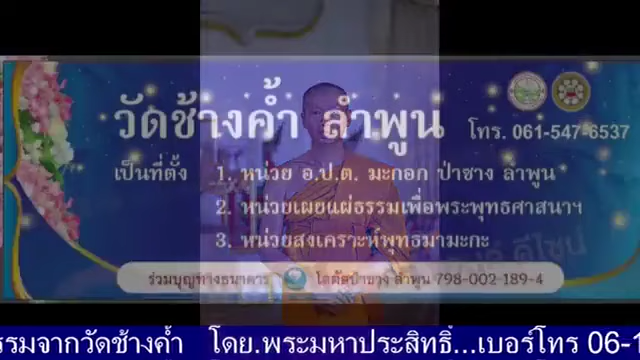 วัดช้างค้ำ ลำพูน
โทร. 061-547-6537
เป็นที่ตั้ง 1. หน่วย อ.ป.ต. มะกอก ป่าซาง ลำพูน
2. หน่วยเผยแผ่ธรรมเพื่อพระพุทธศาสนาฯ
3. หน่วยสงเคราะห์พุทธมามะกะ
ดีไซน์
ร่วมบุญทางธนาคาร โลตัสป่าซาง ลำพูน 798-002-189-4
รรมจากวัดช้างค้ำ โดย.พระมหาประสิทธิ์...เบอร์โทร 06-1